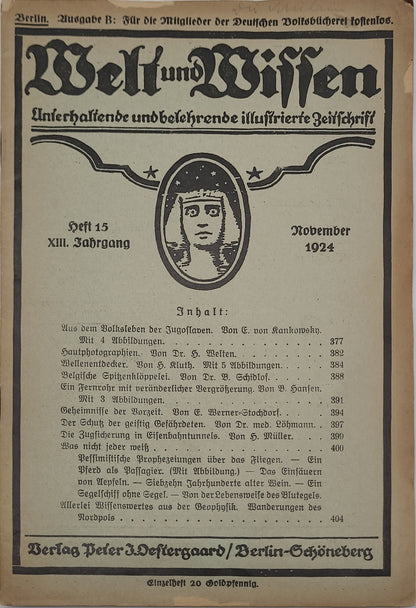 Berlin. Ausgabe B: Für die Mitglieder der Deutschen Volksbücherei kostenlos.
Welt und Wissen
Unterhaltende und belehrende illustrierte Zeitschrift
Heft 15
XIII. Jahrgang
November
1924
Inhalt:
Aus dem Volksleben der Jugoslaven. Von E. von Kankowsky.
Mit 4 Abbildungen. . . . . . . . . . . . . . 377
Hautphotographien. Von Dr. H. Welten. . . . . . . . . 382
Wellenentdecker. Von H. Kluth. Mit 5 Abbildungen. . . . . 384
Belgische Spitzenklöppelei. Von Dr. B. Schidlof. . . . . . 388
Ein Fernrohr mit veränderlicher Vergrößerung. Von B. Hansen.
Mit 3 Abbildungen. . . . . . . . . . . . . . 391
Geheimnisse der Vorzeit. Von E. Werner-Stochdorf. . . . . 394
Der Schutz der geistig Gefährdeten. Von Dr. med. Löhmann. . 397
Die Zugsicherung in Eisenbahntunnels. Von H. Müller. . . . 399
Was nicht jeder weiß . . . . . . . . . . . . . . 400
Pessimistische Prophezeiungen über das Fliegen. — Ein
Pferd als Passagier. (Mit Abbildung.) — Das Einsäuern
von Aepfeln. — Siebzehn Jahrhunderte alter Wein. — Ein
Segelschiff ohne Segel. — Von der Lebensweise des Blutegels.
Allerlei Wissenswertes aus der Geophysik. Wanderungen des
Nordpols . . . . . . . . . . . . . . . . . 404
Verlag Peter J. Oestergaard / Berlin-Schöneberg
Einzelheft 20 Goldpfennig.